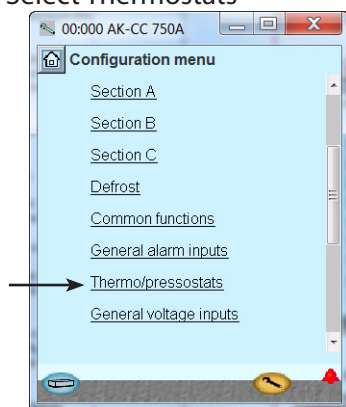 Select Thermostats
00:000 AK-CC 750A
Configuration menu
Section A
Section B
Section C
Defrost
Common functions
General alarm inputs
Thermo/pressostats
General voltage inputs